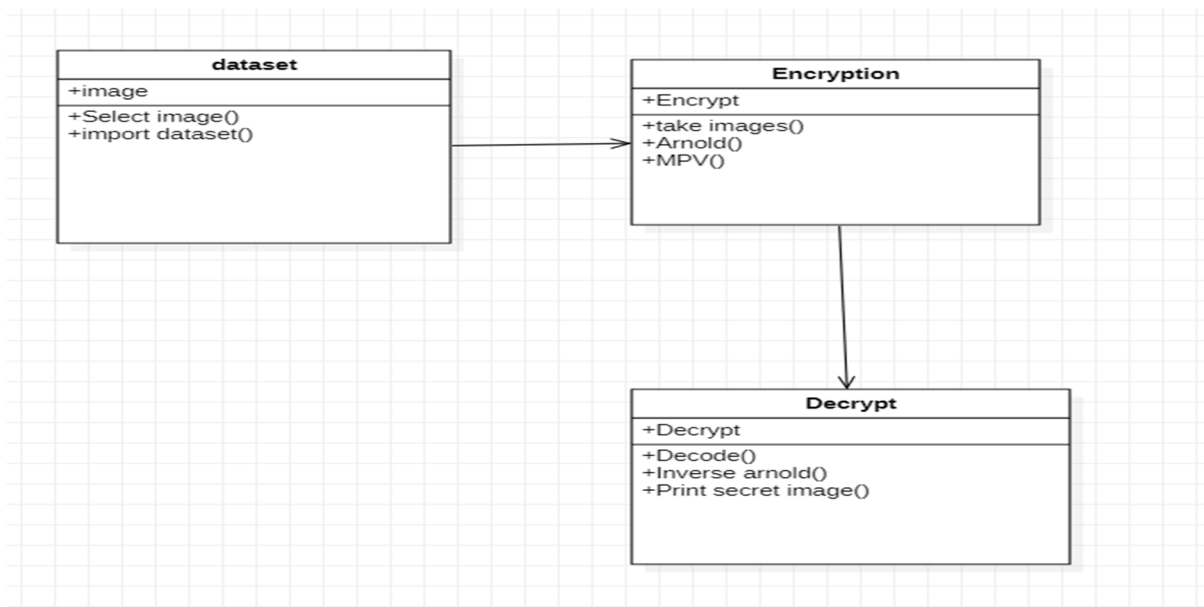 dataset
+image
+Select image()
+import dataset()
Encryption
+Encrypt
+take images()
+Arnold()
+MPV()
Decrypt
+Decrypt
+Decode()
+Inverse arnold()
+Print secret image()